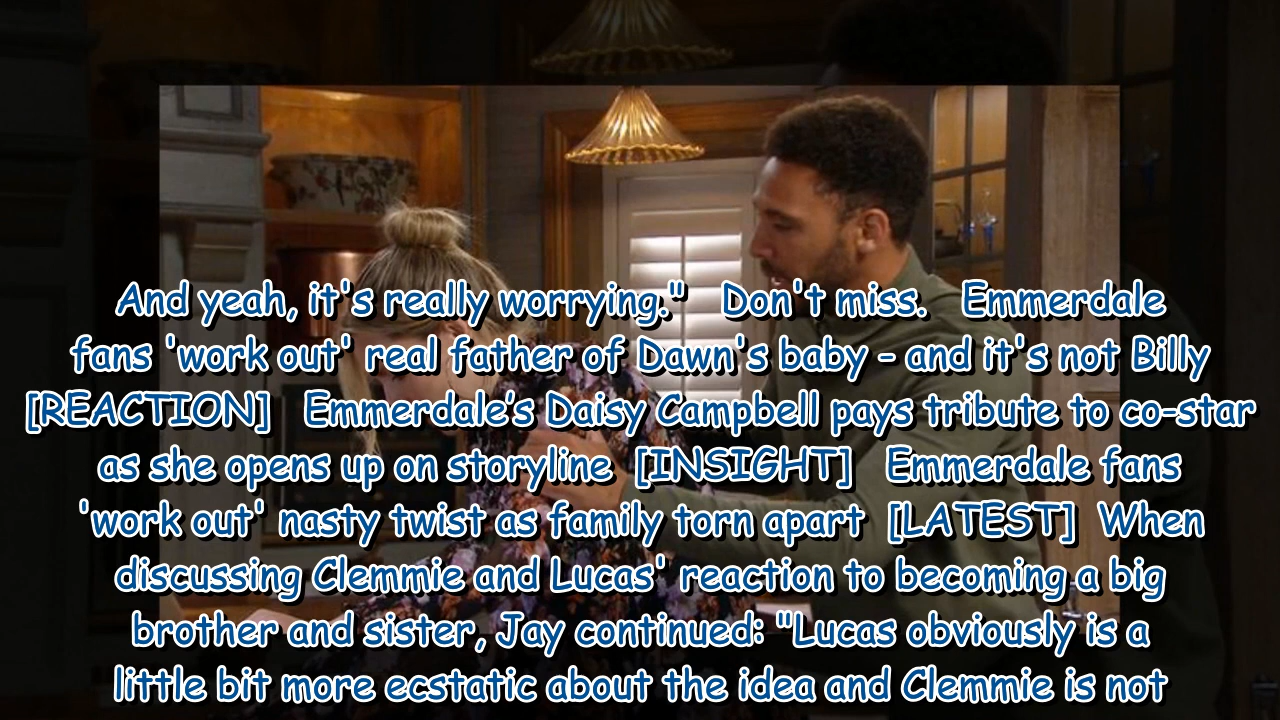 And yeah, it's really worrying." Don't miss. Emmerdale
fans 'work out' real father of Dawn's baby - and it's not Billy
[REACTION] Emmerdale’s Daisy Campbell pays tribute to co-star
as she opens up on storyline [INSIGHT] Emmerdale fans
'work out' nasty twist as family torn apart [LATEST] When
discussing Clemmie and Lucas' reaction to becoming a big
brother and sister, Jay continued: "Lucas obviously is a
little bit more ecstatic about the idea and Clemmie is not